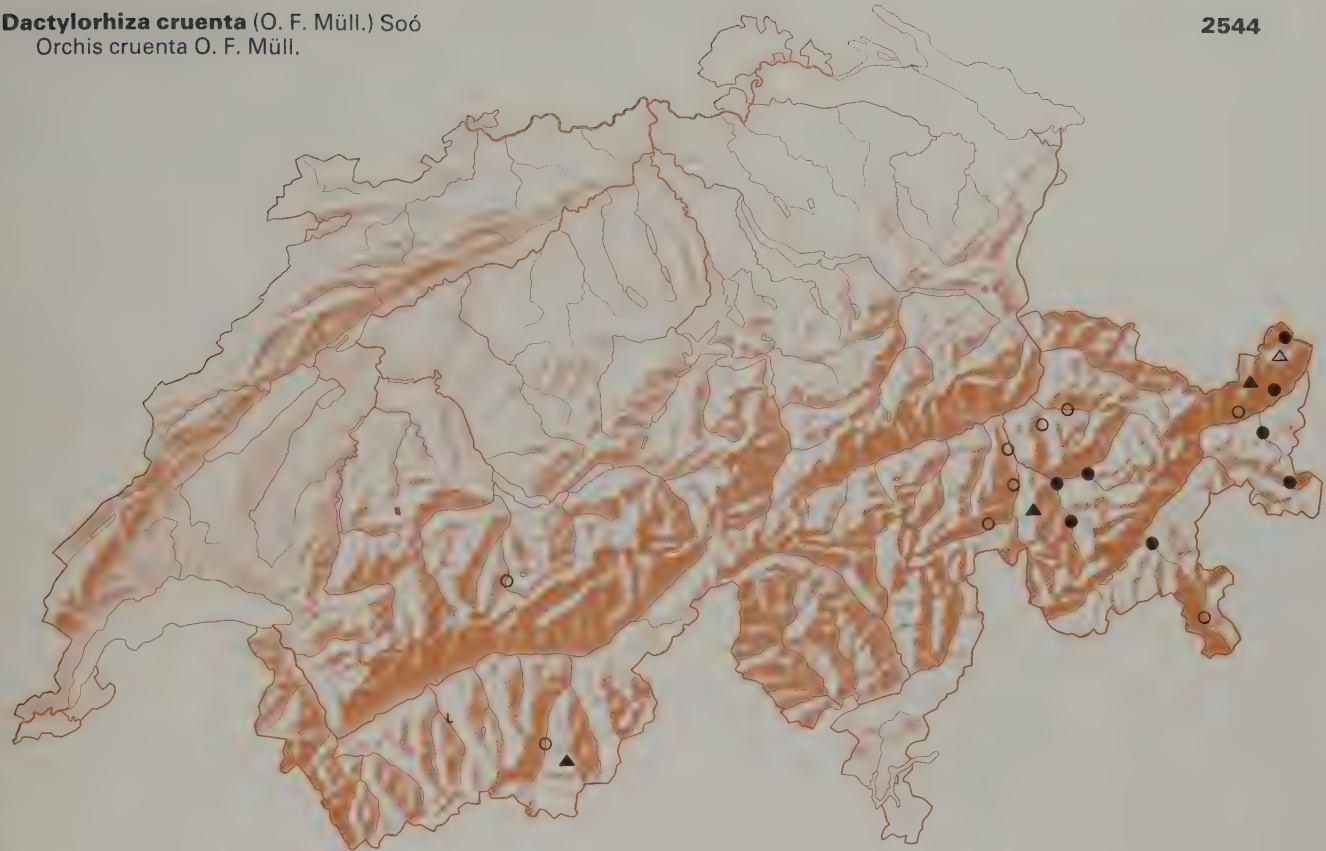 Dactylorhiza cruenta (O. F. Müll.) Soó
Orchis cruenta O. F. Müll.
2544
L